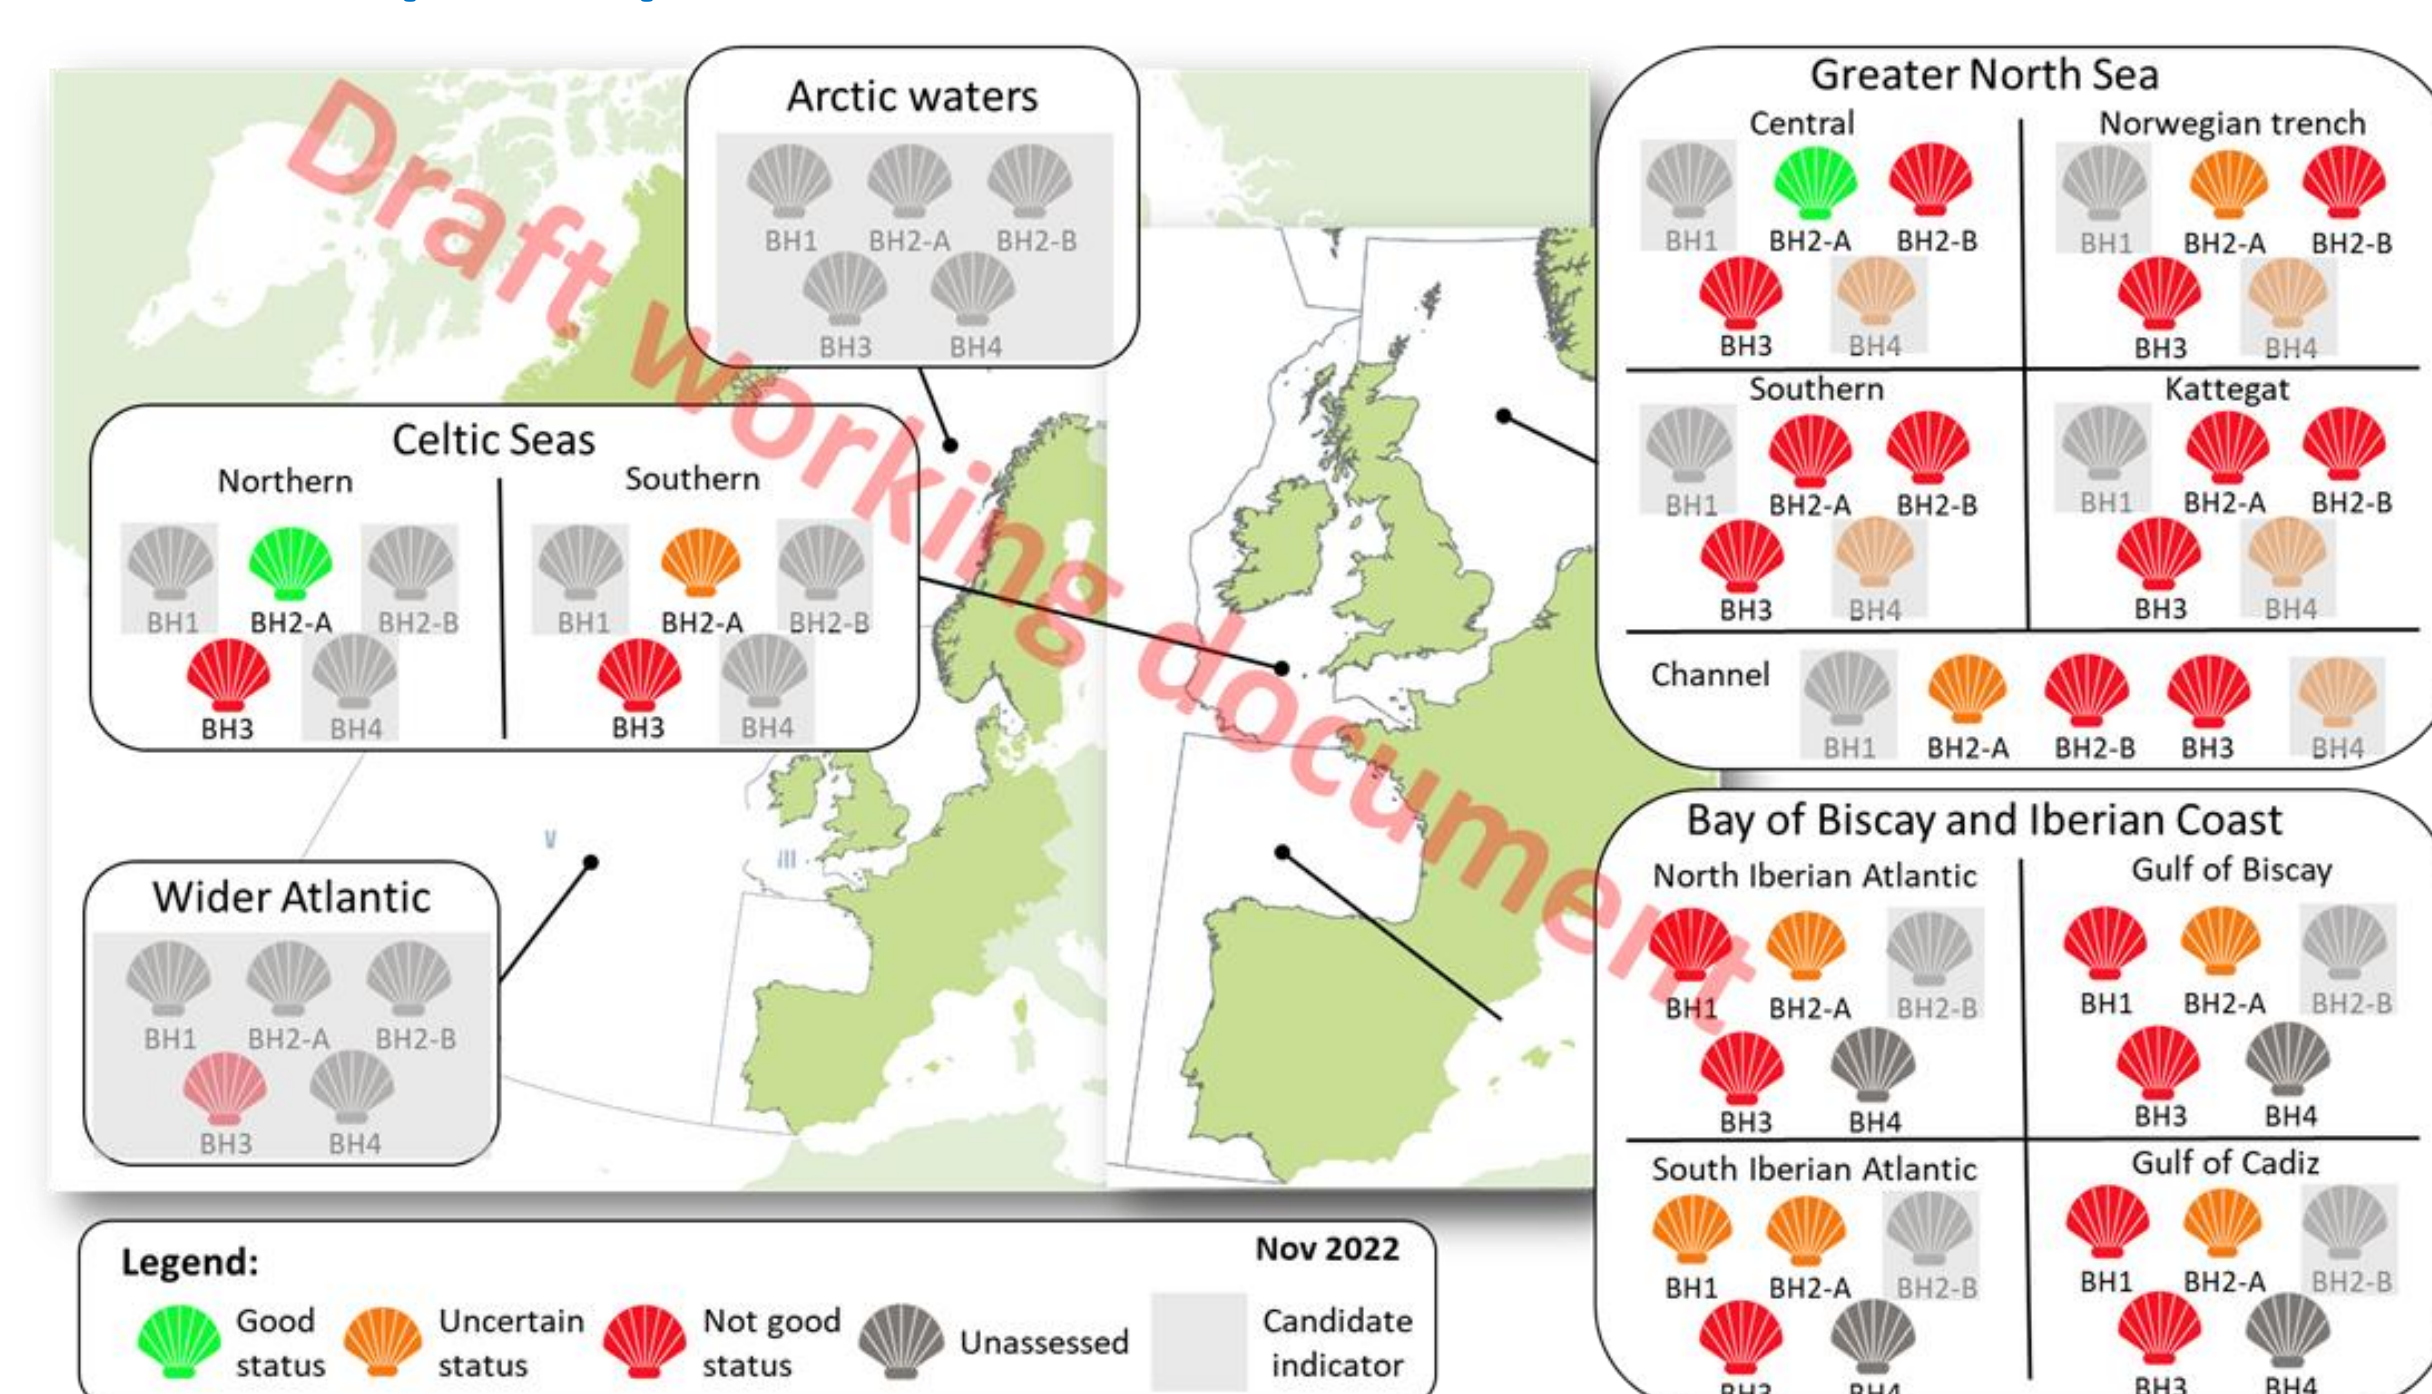 Arctic waters
BH1 BH2-A BH2-B
BH3 BH4
Celtic Seas
Northern
BH1 BH2-A BH2-B
BH3 BH4
Southern
BH1 BH2-A BH2-B
BH3 BH4
V
III
Wider Atlantic
BH1 BH2-A BH2-B
BH3 BH4
Draft working document
Greater North Sea
Central
BH1 BH2-A BH2-B
BH3 BH4
Norwegian trench
BH1 BH2-A BH2-B
BH3 BH4
Southern
BH1 BH2-A BH2-B
BH3 BH4
Kattegat
BH1 BH2-A BH2-B
BH3 BH4
Channel
BH1 BH2-A BH2-B BH3 BH4
Bay of Biscay and Iberian Coast
North Iberian Atlantic
BH1 BH2-A BH2-B
BH3 BH4
Gulf of Biscay
BH1 BH2-A BH2-B
BH3 BH4
South Iberian Atlantic
BH1 BH2-A BH2-B
BH3 BH4
Gulf of Cadiz
BH1 BH2-A BH2-B
BH3 BH4
Legend:
Nov 2022
Good
status
Uncertain
status
Not good
status
Unassessed
Candidate
indicator